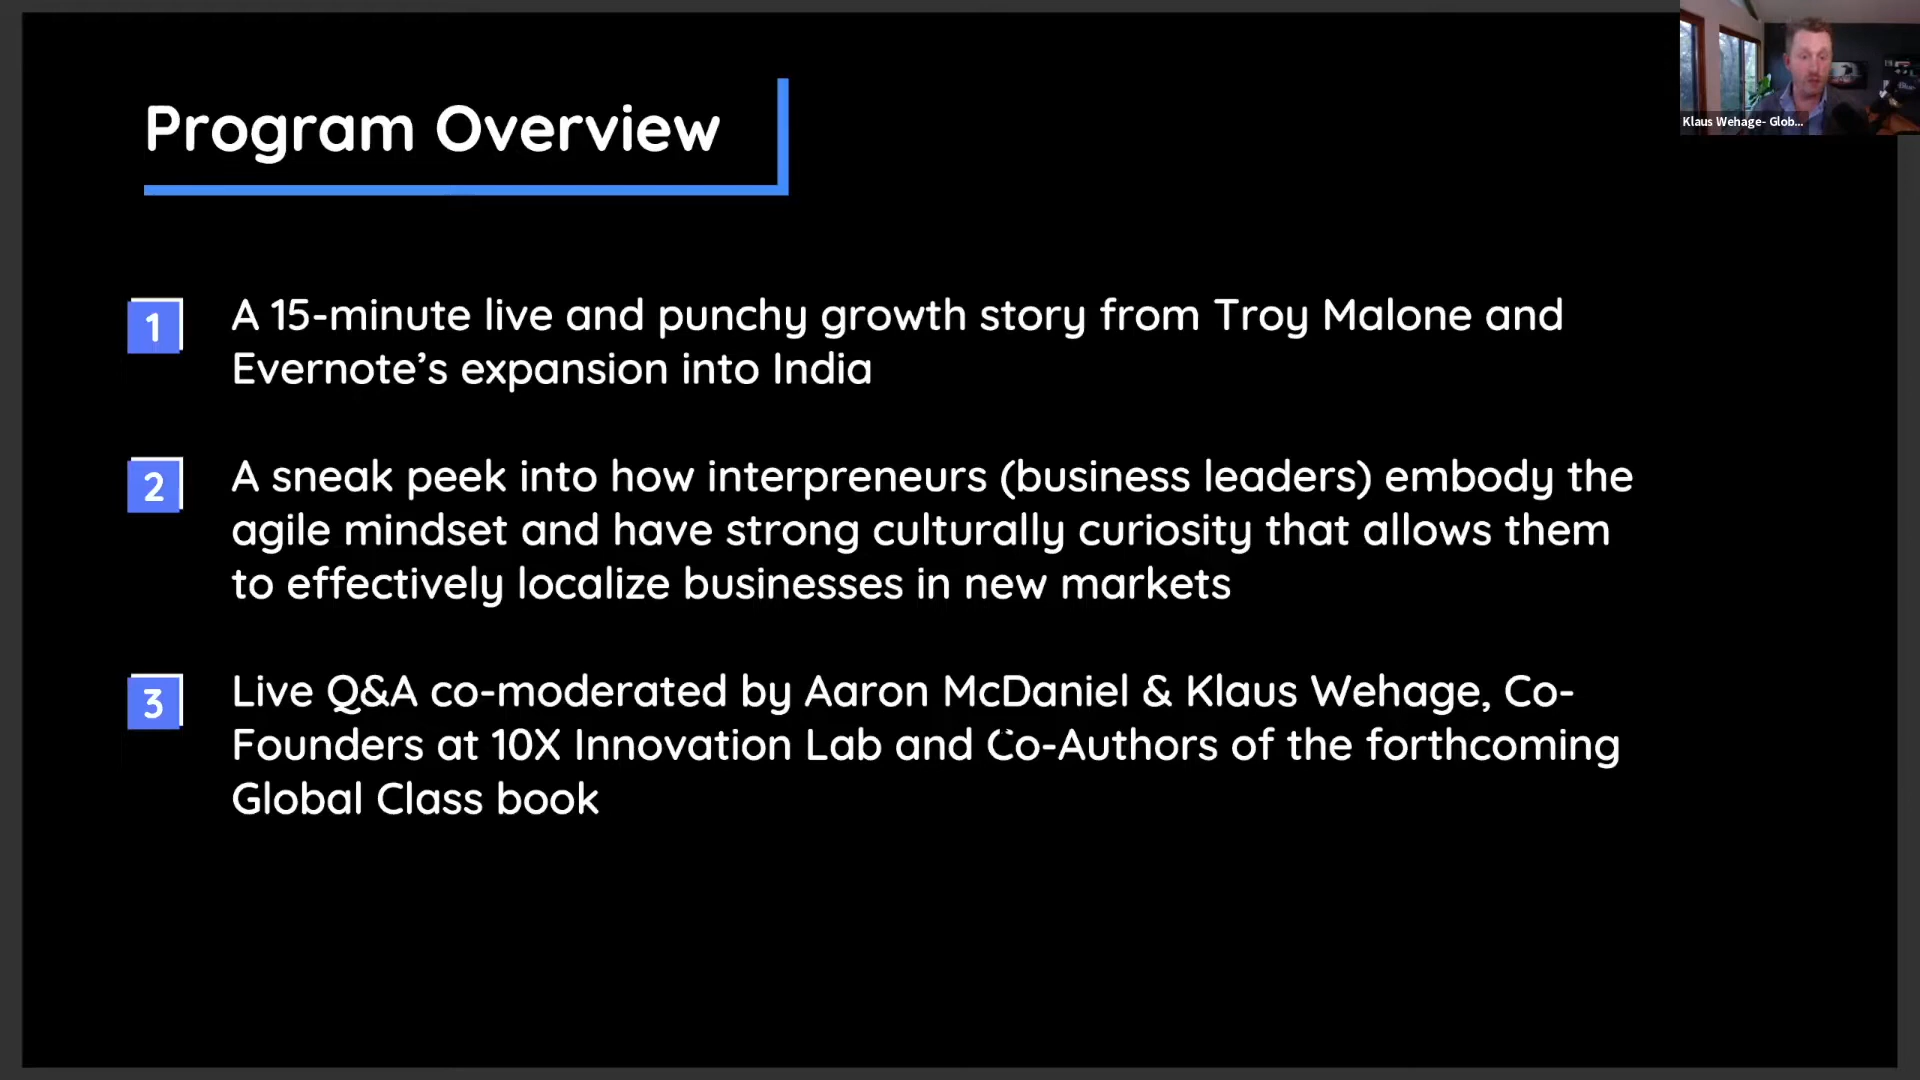 Program Overview
Klaus Wehage- Glob...
1
A 15-minute live and punchy growth story from Troy Malone and
Evernote’s expansion into India
2
A sneak peek into how interpreneurs (business leaders) embody the
agile mindset and have strong culturally curiosity that allows them
to effectively localize businesses in new markets
3
Live Q&A co-moderated by Aaron McDaniel & Klaus Wehage, Co-
Founders at 10X Innovation Lab and Co-Authors of the forthcoming
Global Class book